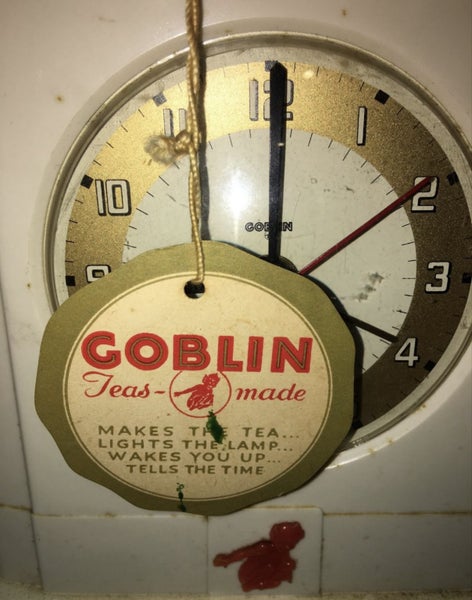 12
11
1
10
2
GOBLIN
9
3
4
GOBLIN
Teas-made
MAKES THE TEA...
LIGHTS THE LAMP...
WAKES YOU UP...
TELLS THE TIME